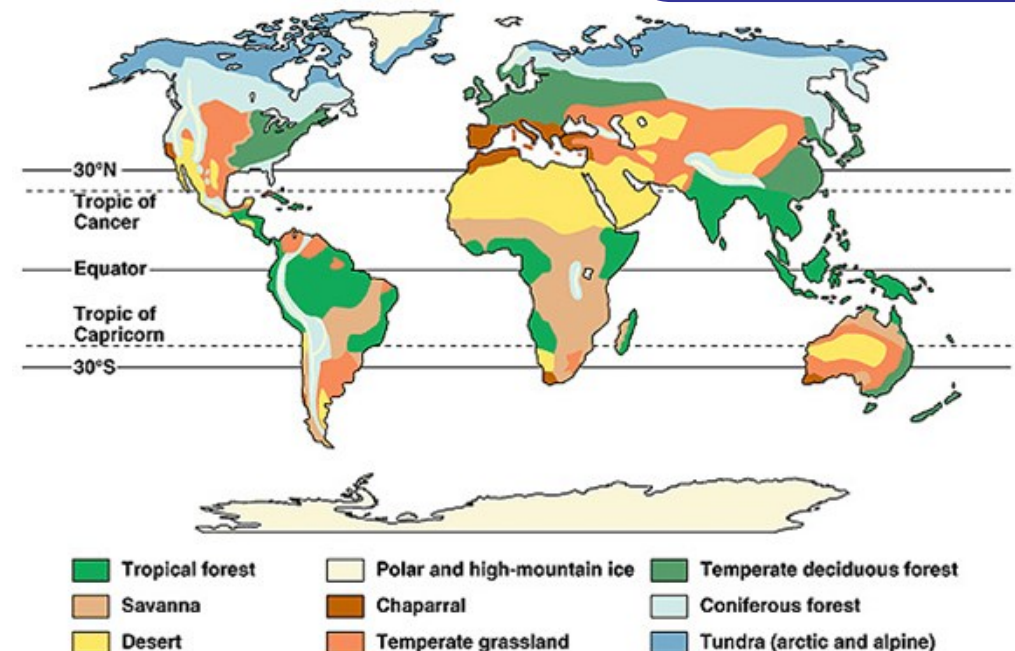 30°N
Tropic of
Cancer
Equator
Tropic of
Capricorn
30°S
Tropical forest
Polar and high-mountain ice
Temperate deciduous forest
Savanna
Chaparral
Coniferous forest
Desert
Temperate grassland
Tundra (arctic and alpine)